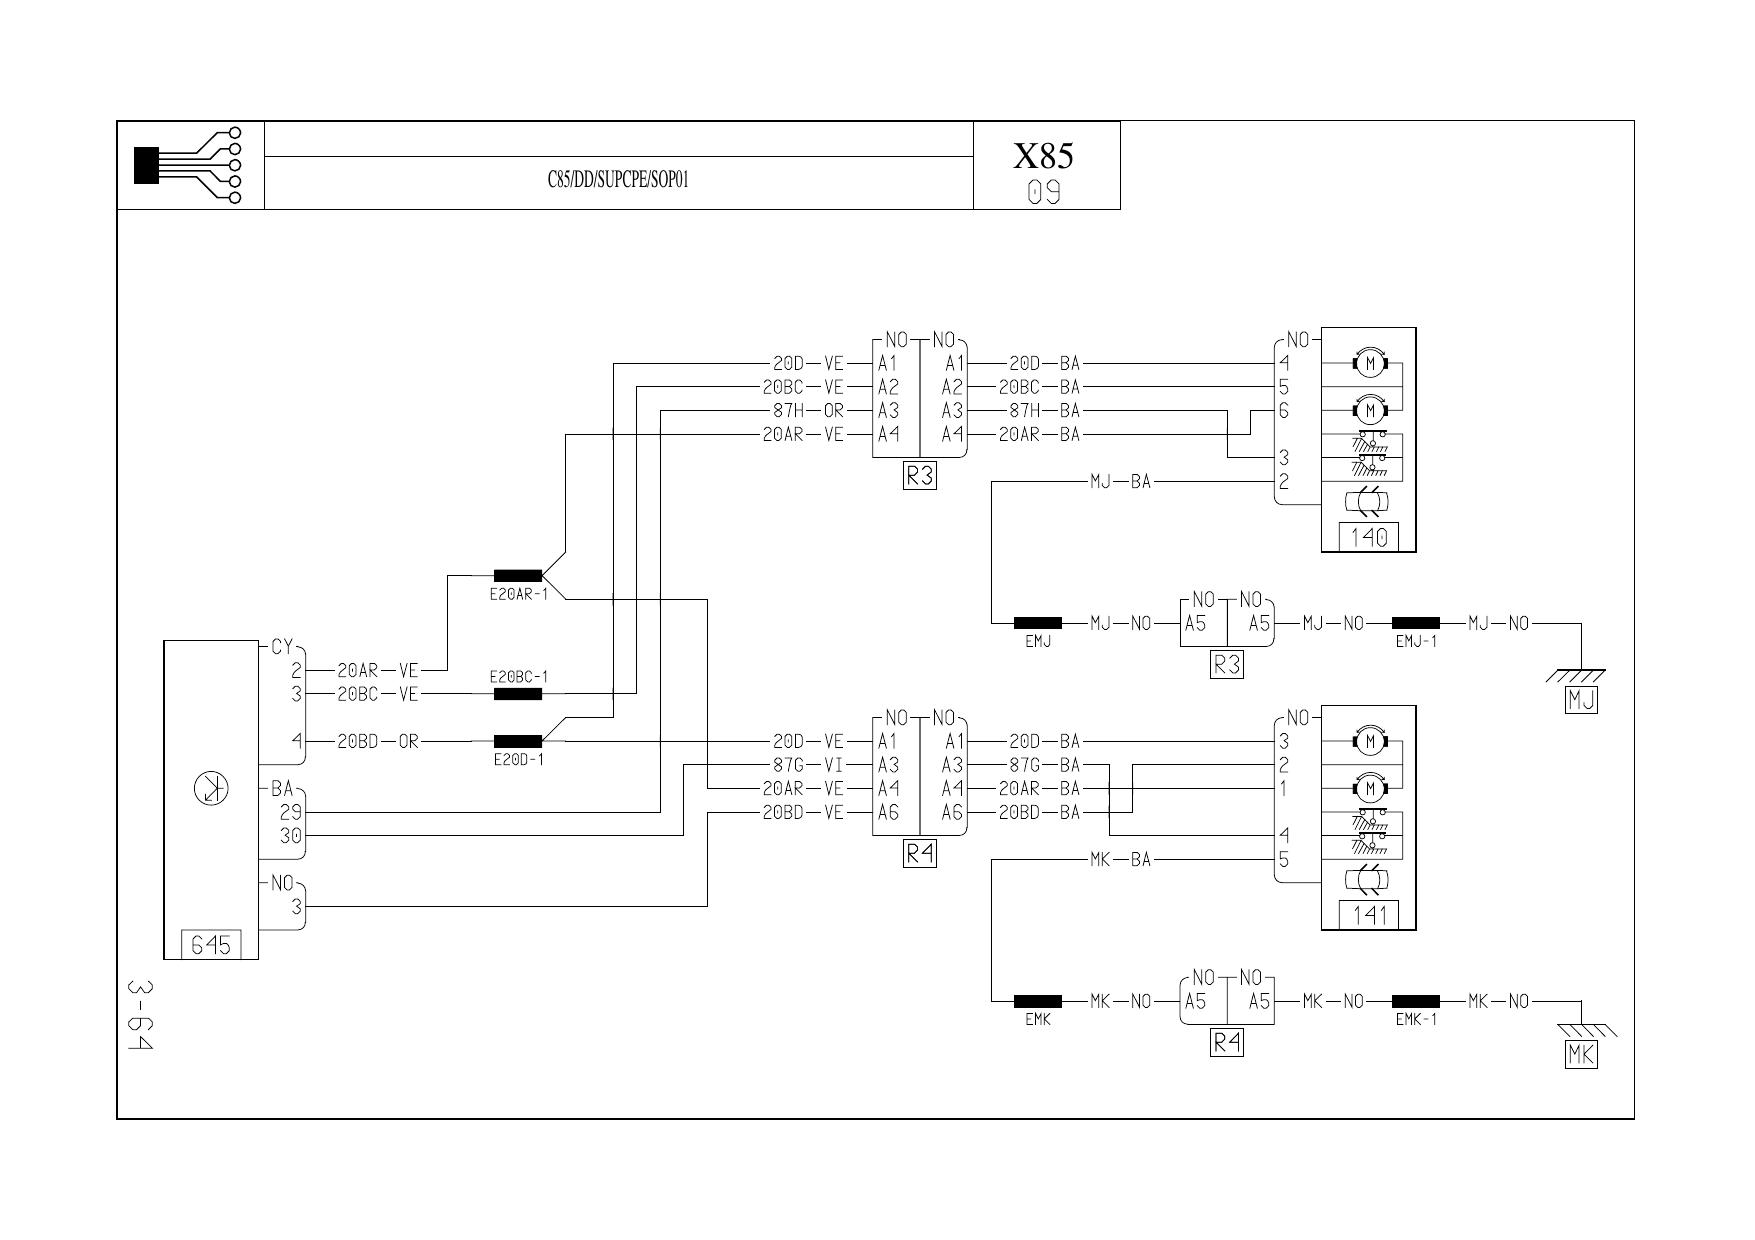 C85/DD/SUPCPE/SOP01
X85
09
NO NO NO
20D VE A1 A1 20D BA 4 M
20BC VE A2 A2 20BC BA 5
87H OR A3 A3 87H BA 6 M
20AR VE A4 A4 20AR BA
3
R3
MJ BA 2
140
E20AR-1
NO NO
MJ NO A5 A5 MJ NO MJ NO
EMJ EMJ-1
R3
CY
2 20AR VE
E20BC-1
3 20BC VE
MJ
NO NO NO
4 20BD OR 20D VE A1 A1 20D BA 3 M
E20D-1
87G VI A3 A3 87G BA 2
BA 20AR VE A4 A4 20AR BA 1 M
29 20BD VE A6 A6 20BD BA
30 4
R4
MK BA 5
NO
3
141
645
NO NO
MK NO A5 A5 MK NO MK NO
EMK EMK-1
R4
MK
3-64